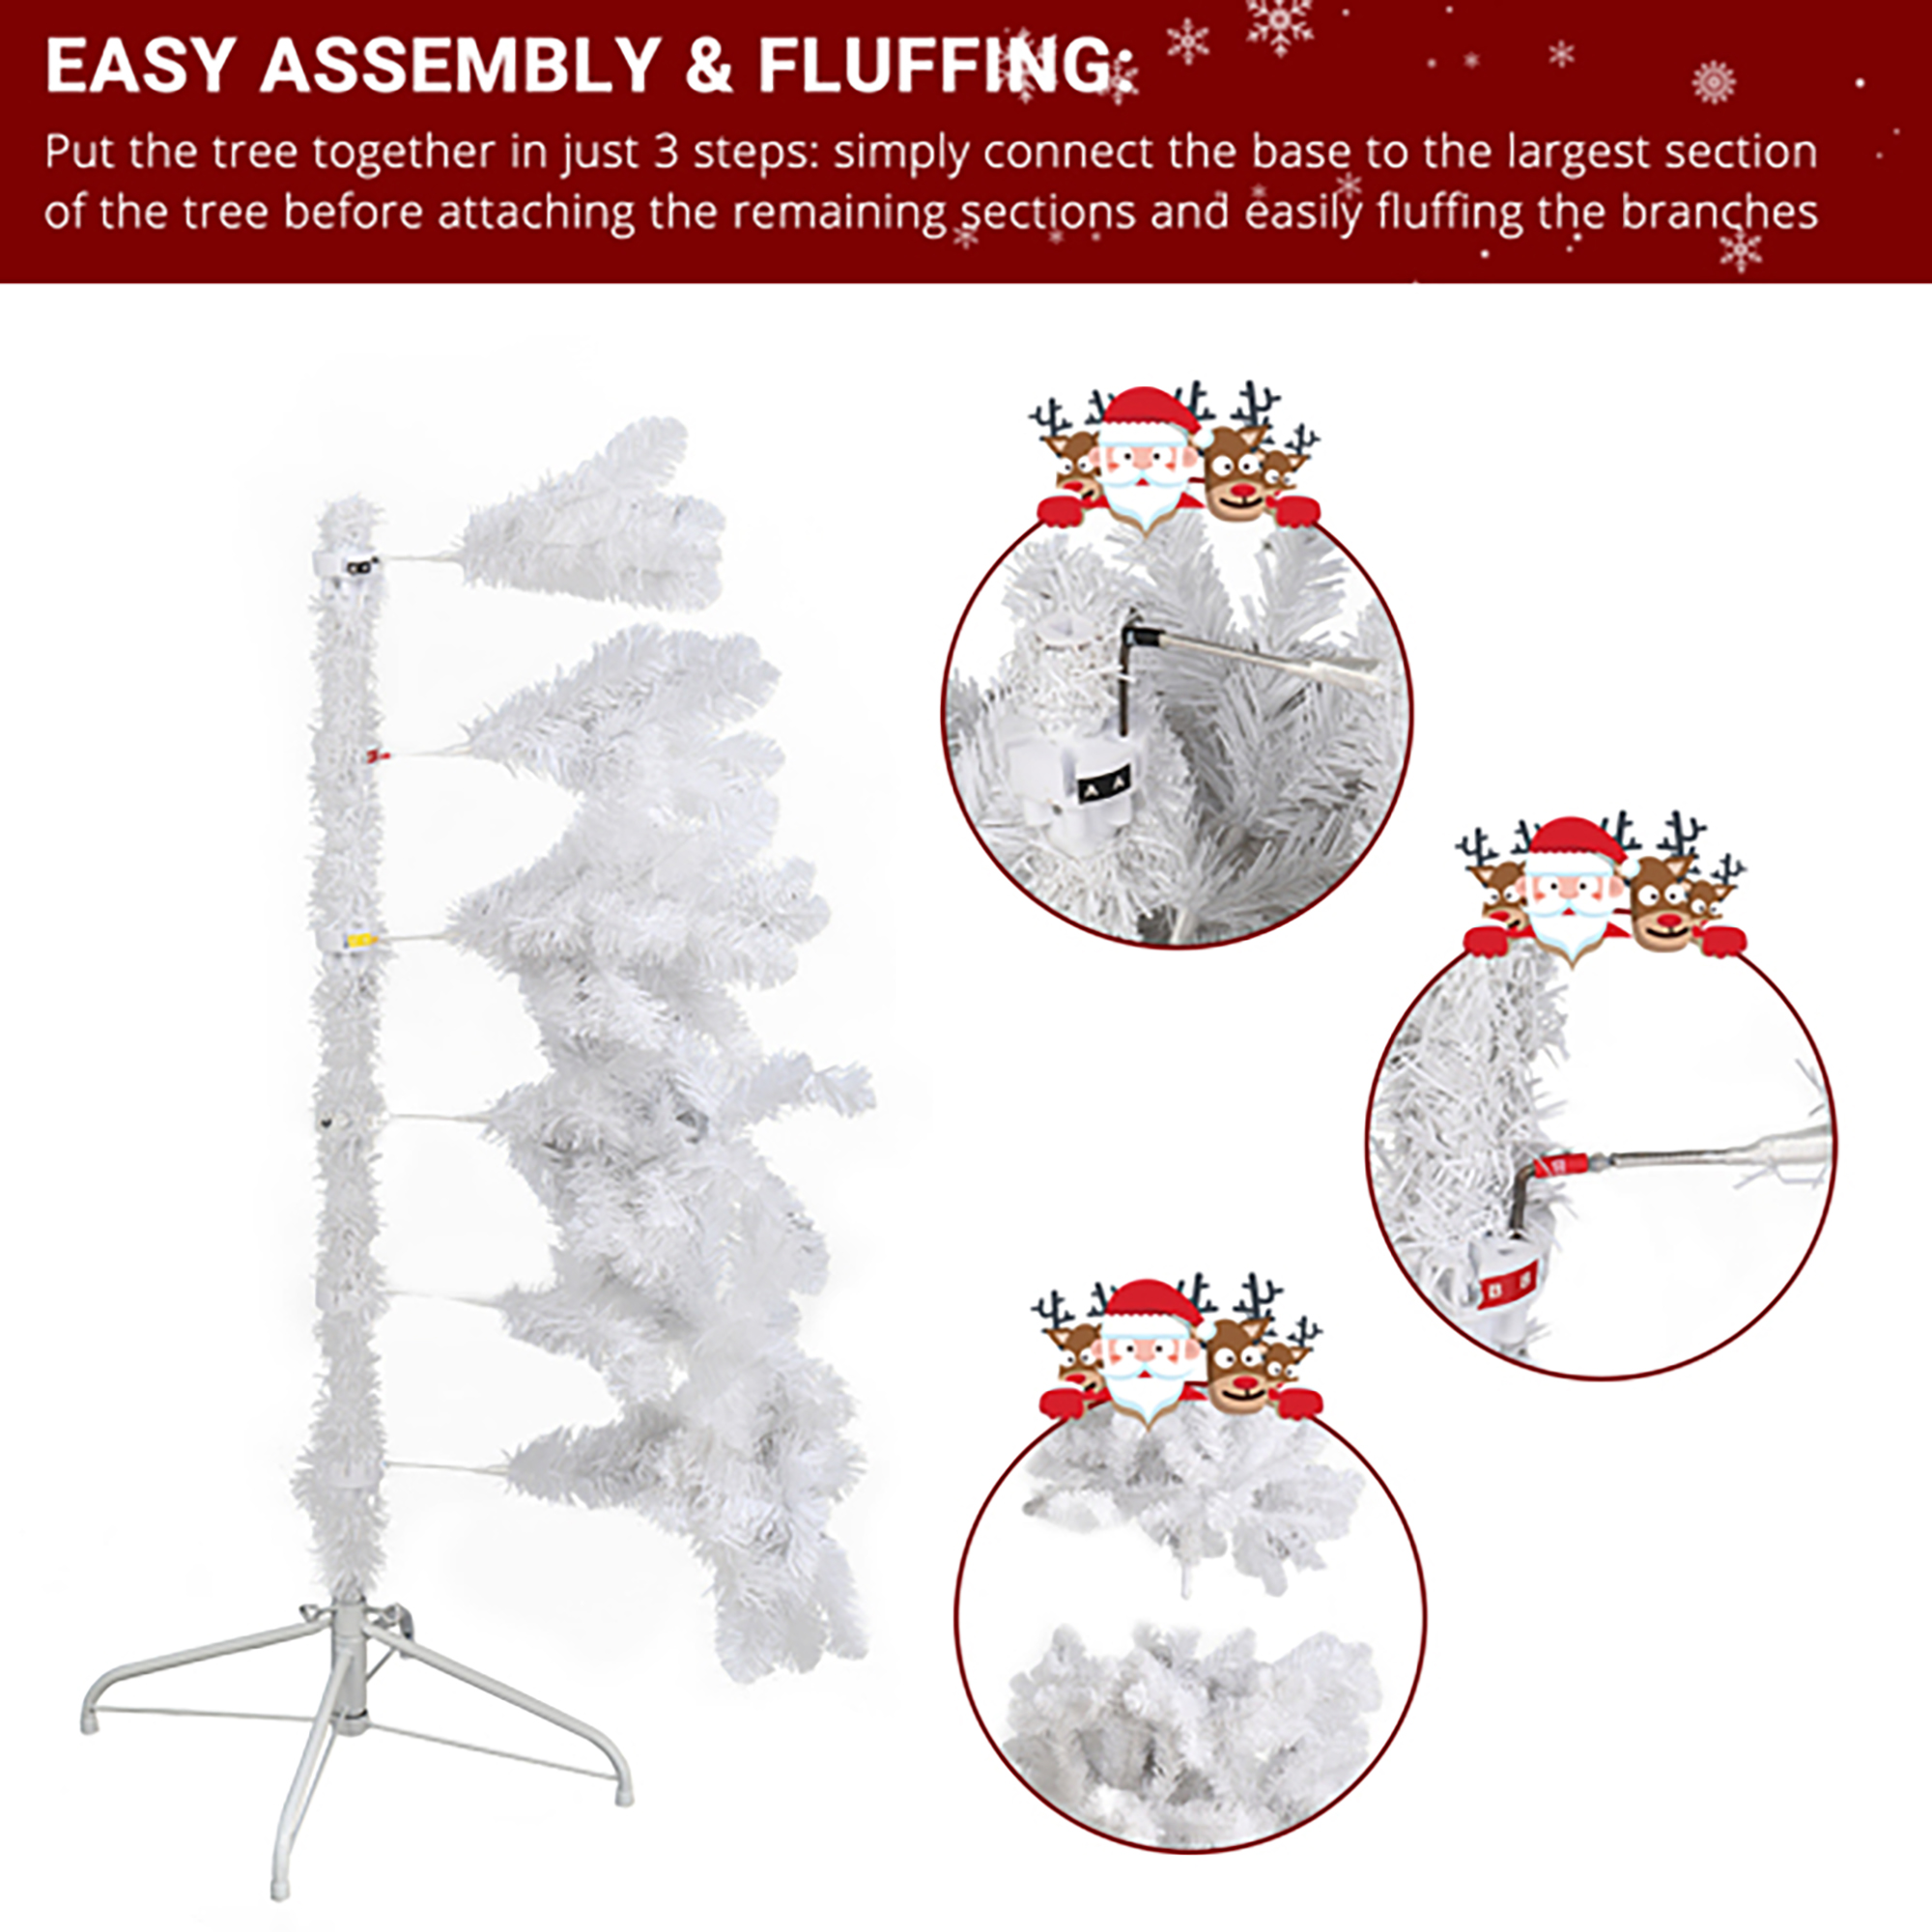 EASY ASSEMBLY & FLUFFING:
Put the tree together in just 3 steps: simply connect the base to the largest section
of the tree before attaching the remaining sections and easily fluffing the branches
A A
B
B B